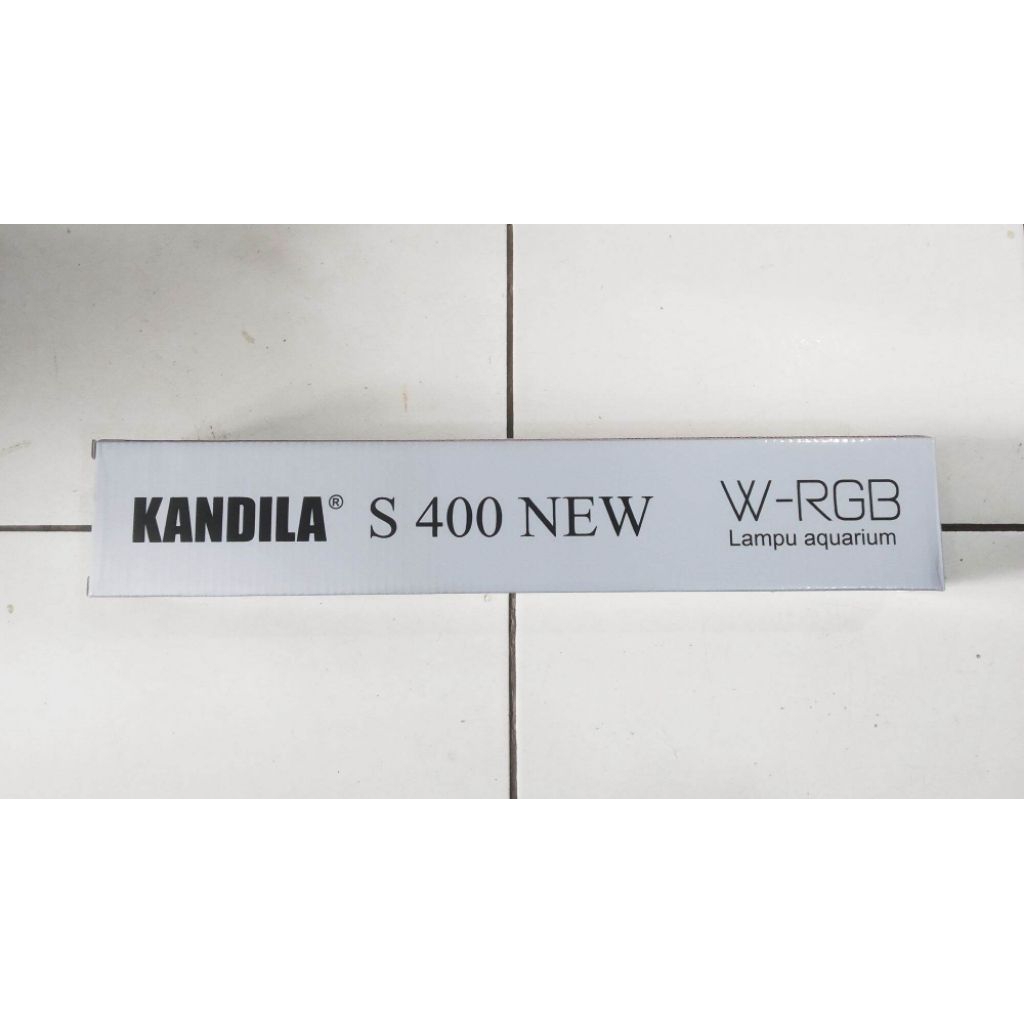 KANDILA® S 400 NEW W-RGB
Lampu aquarium